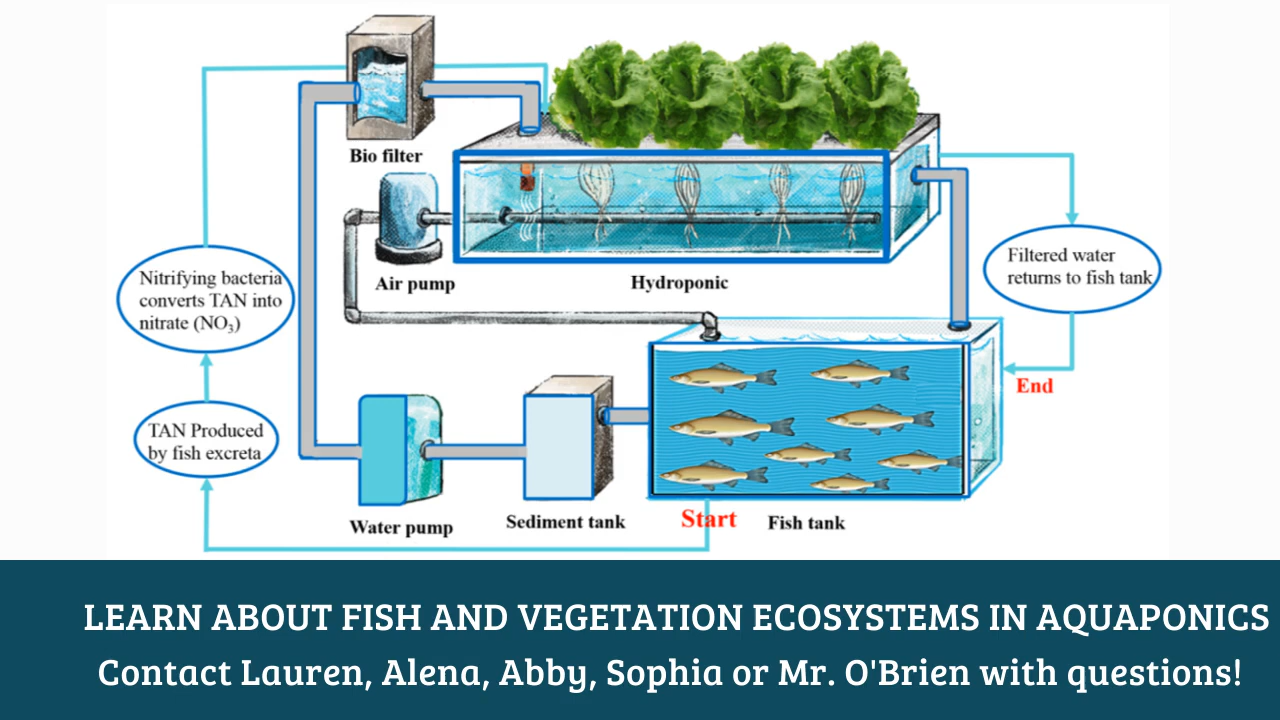 Bio filter
Air pump
Hydroponic
Filtered water
returns to fish tank
Nitrifying bacteria
converts TAN into
nitrate (NO₃)
End
TAN Produced
by fish excreta
Water pump
Sediment tank
Start
Fish tank
LEARN ABOUT FISH AND VEGETATION ECOSYSTEMS IN AQUAPONICS
Contact Lauren, Alena, Abby, Sophia or Mr. O'Brien with questions!